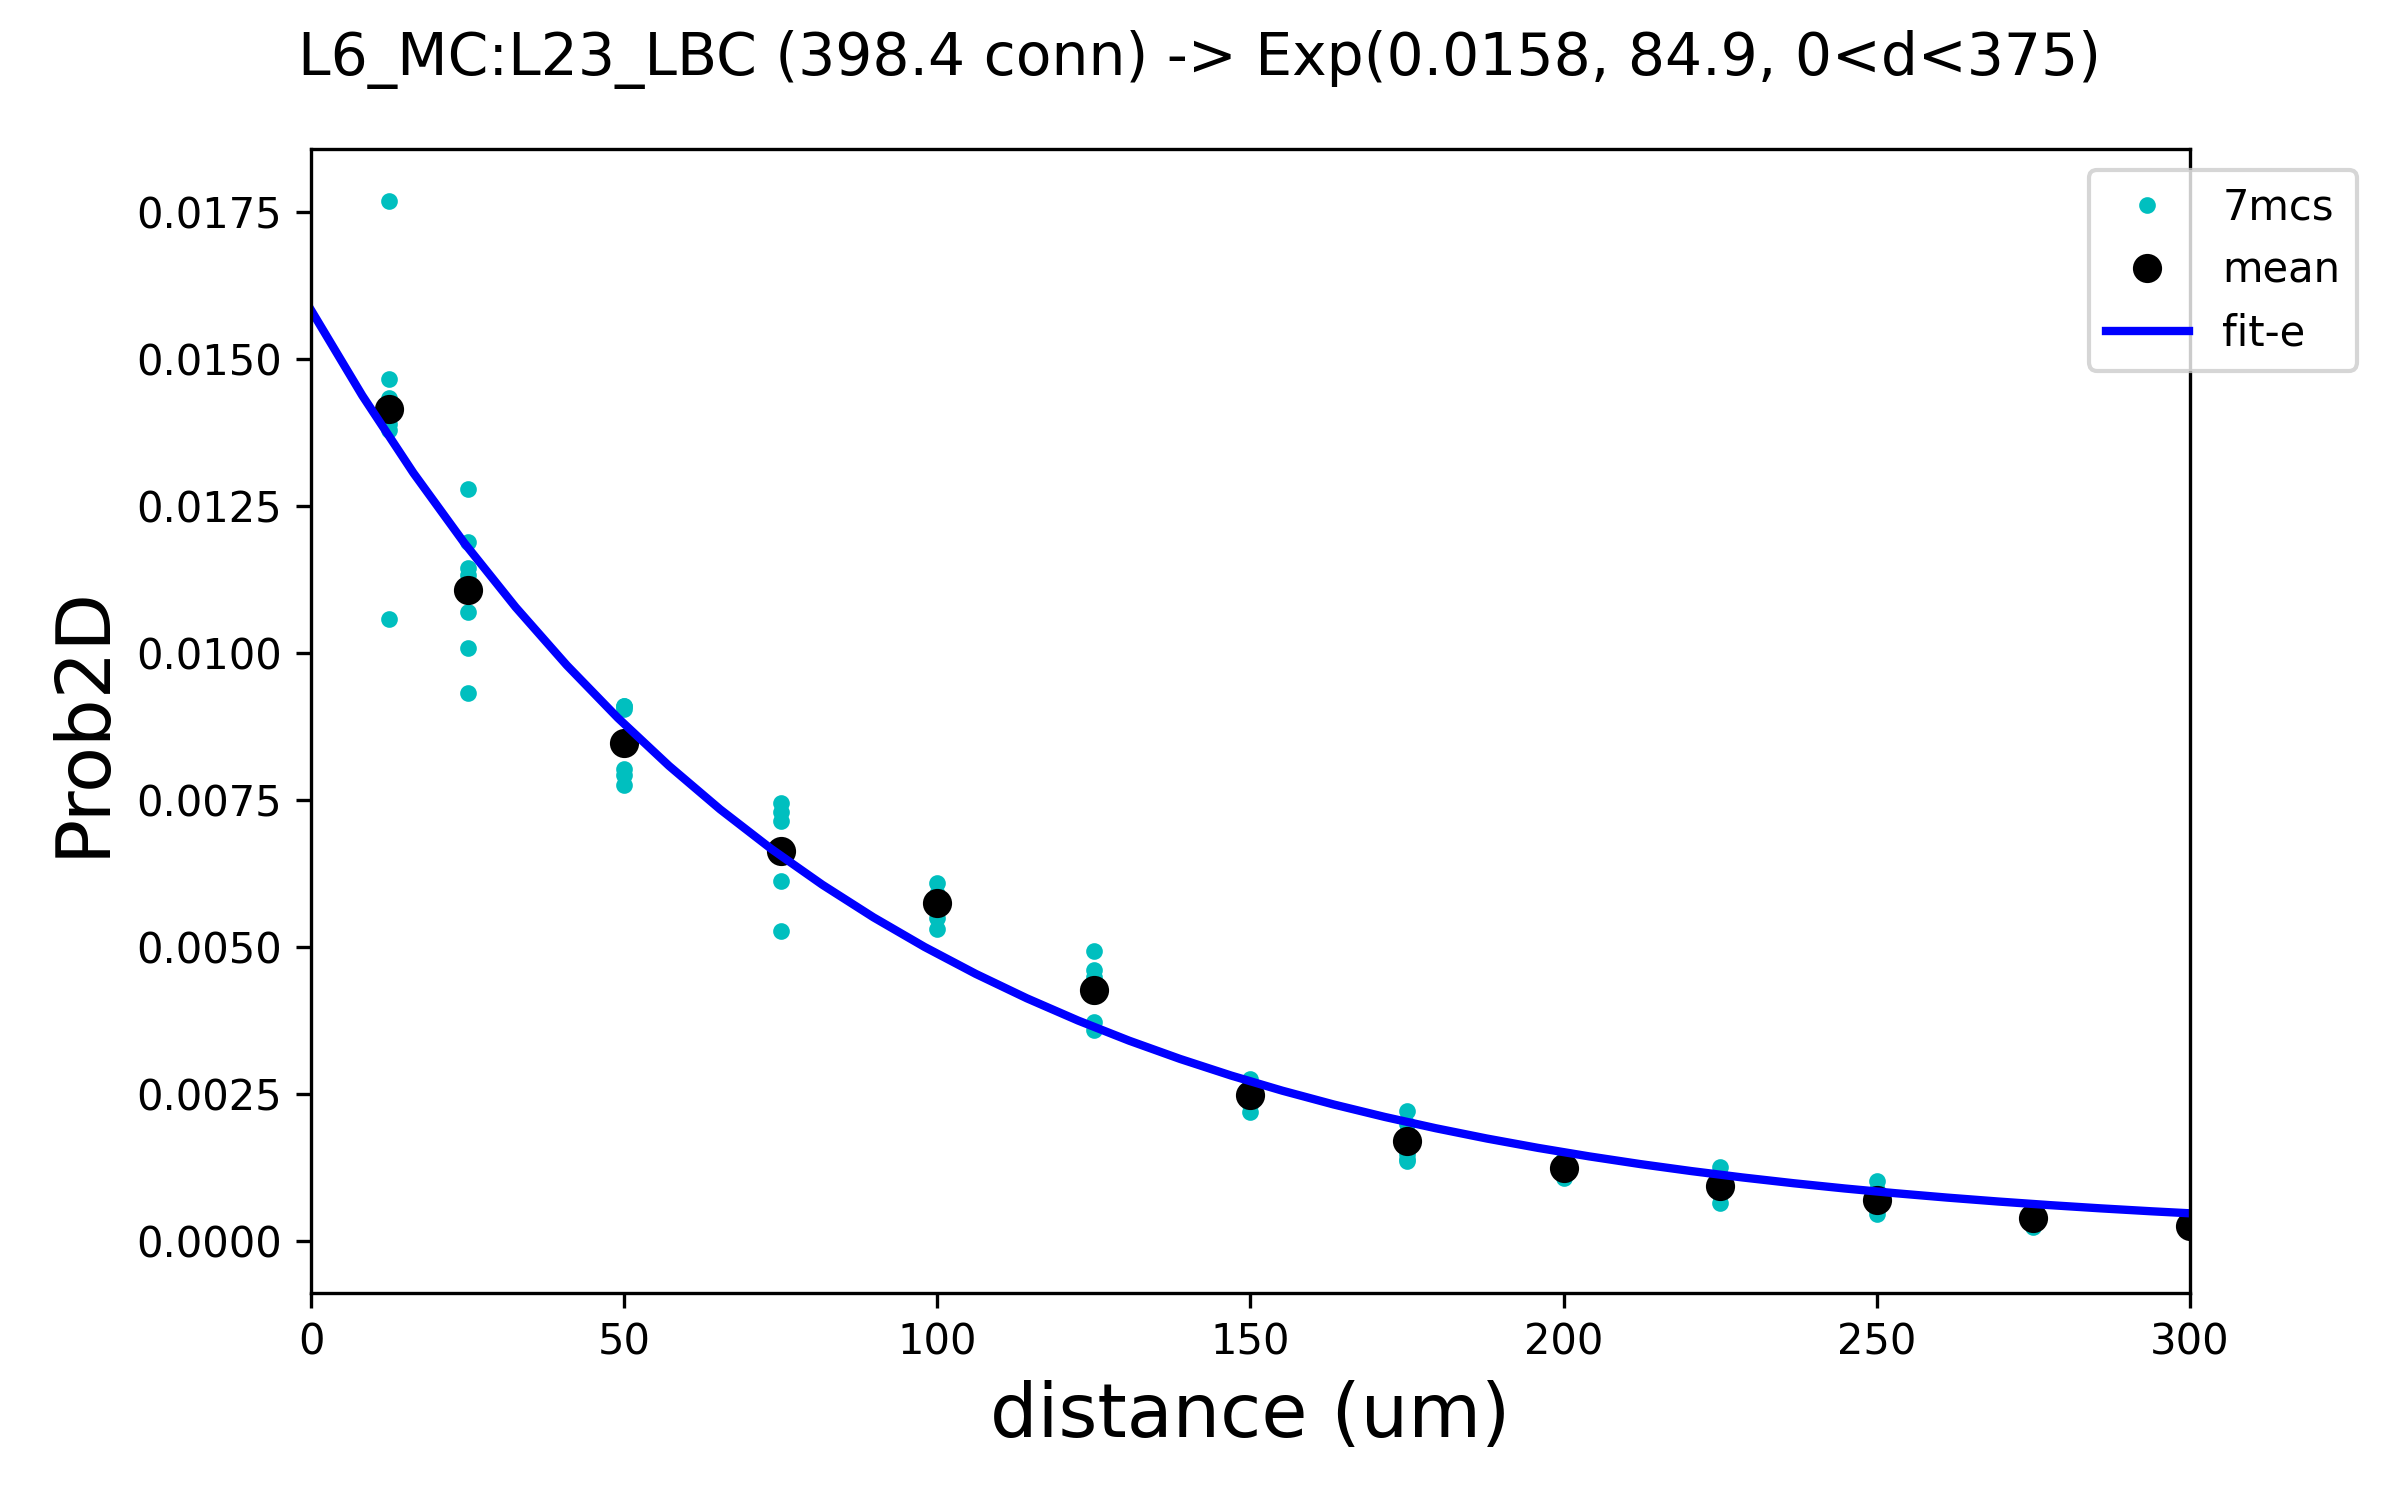 L6_MC:L23_LBC (398.4 conn) -> Exp(0.0158, 84.9, 0<d<375)
7mcs
mean
fit-e
Prob2D
0.0175
0.0150
0.0125
0.0100
0.0075
0.0050
0.0025
0.0000
0 50 100 150 200 250 300
distance (um)